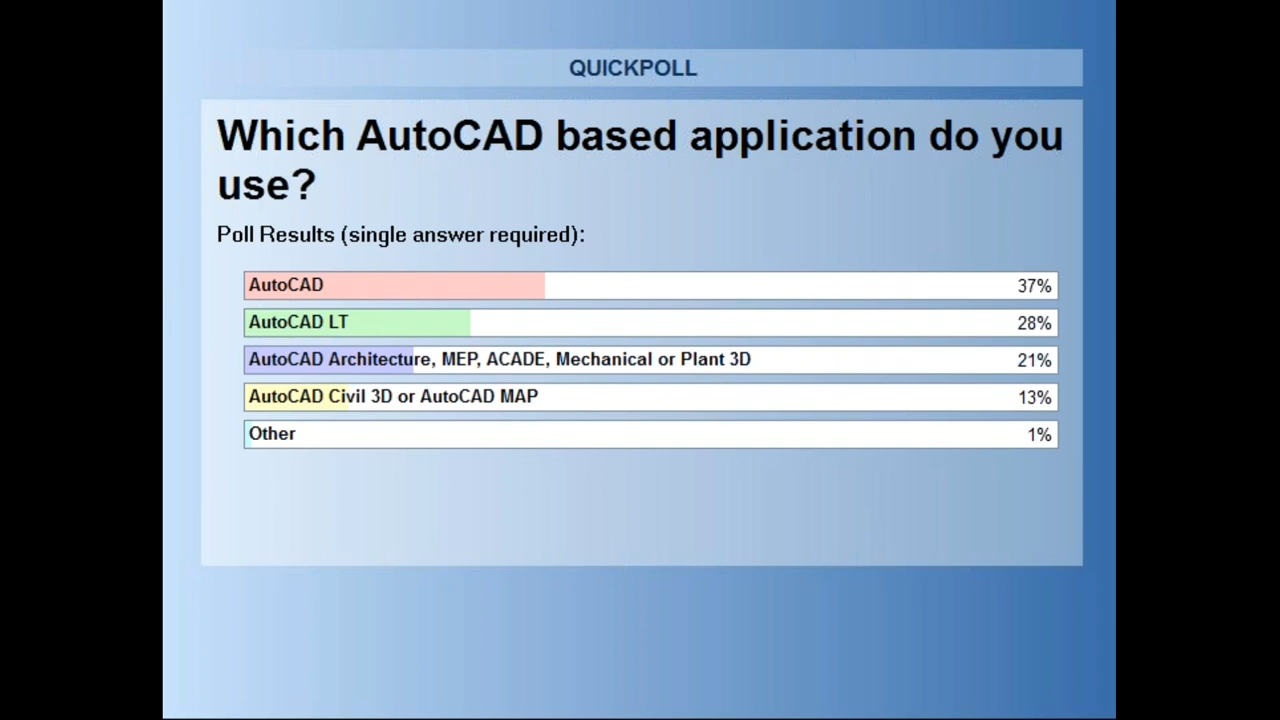 QUICKPOLL
Which AutoCAD based application do you
use?
Poll Results (single answer required):
AutoCAD 37%
AutoCAD LT 28%
AutoCAD Architecture, MEP, ACADE, Mechanical or Plant 3D 21%
AutoCAD Civil 3D or AutoCAD MAP 13%
Other 1%